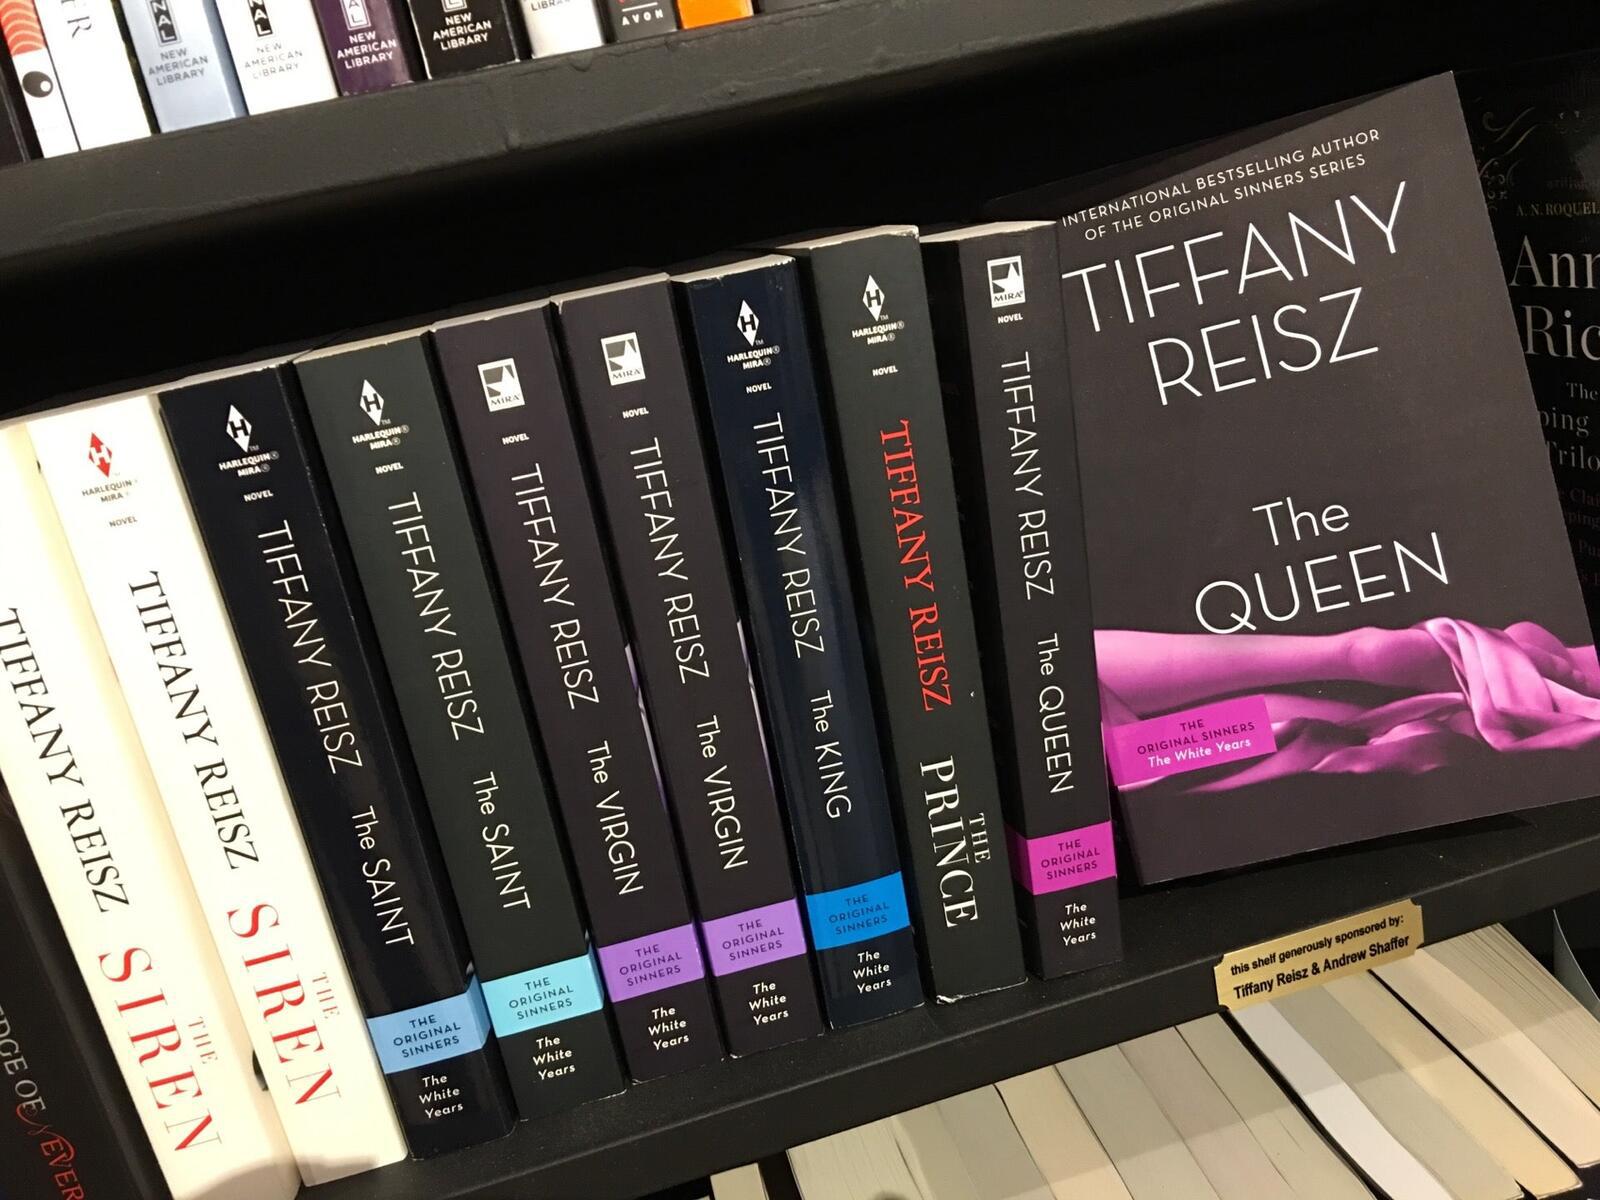 NEW
AMERICAN
LIBRARY
NEW
AMERICAN
LIBRARY
NEW
AMERICAN
LIBRARY
NEW
AMERICAN
LIBRARY
LIBRARY
AVON
TIFFANY REISZ THE SIREN
HARLEQUIN®
MIRA®
NOVEL
TIFFANY REISZ THE SIREN
HARLEQUIN®
MIRA®
NOVEL
TIFFANY REISZ The SAINT
THE
ORIGINAL
SINNERS
The
White
Years
HARLEQUIN®
MIRA®
NOVEL
TIFFANY REISZ The SAINT
THE
ORIGINAL
SINNERS
The
White
Years
MIRA®
NOVEL
TIFFANY REISZ The VIRGIN
THE
ORIGINAL
SINNERS
The
White
Years
MIRA®
NOVEL
TIFFANY REISZ The VIRGIN
THE
ORIGINAL
SINNERS
The
White
Years
HARLEQUIN®
MIRA®
NOVEL
TIFFANY REISZ The KING
THE
ORIGINAL
SINNERS
The
White
Years
HARLEQUIN®
MIRA®
NOVEL
TIFFANY REISZ THE PRINCE
MIRA®
NOVEL
TIFFANY REISZ The QUEEN
THE
ORIGINAL
SINNERS
The
White
Years
INTERNATIONAL BESTSELLING AUTHOR
OF THE ORIGINAL SINNERS SERIES
TIFFANY
REISZ
The
QUEEN
THE
ORIGINAL SINNERS
The White Years
A.N. ROQUEL
The
this shelf generously sponsored by:
Tiffany Reisz & Andrew Shaffer